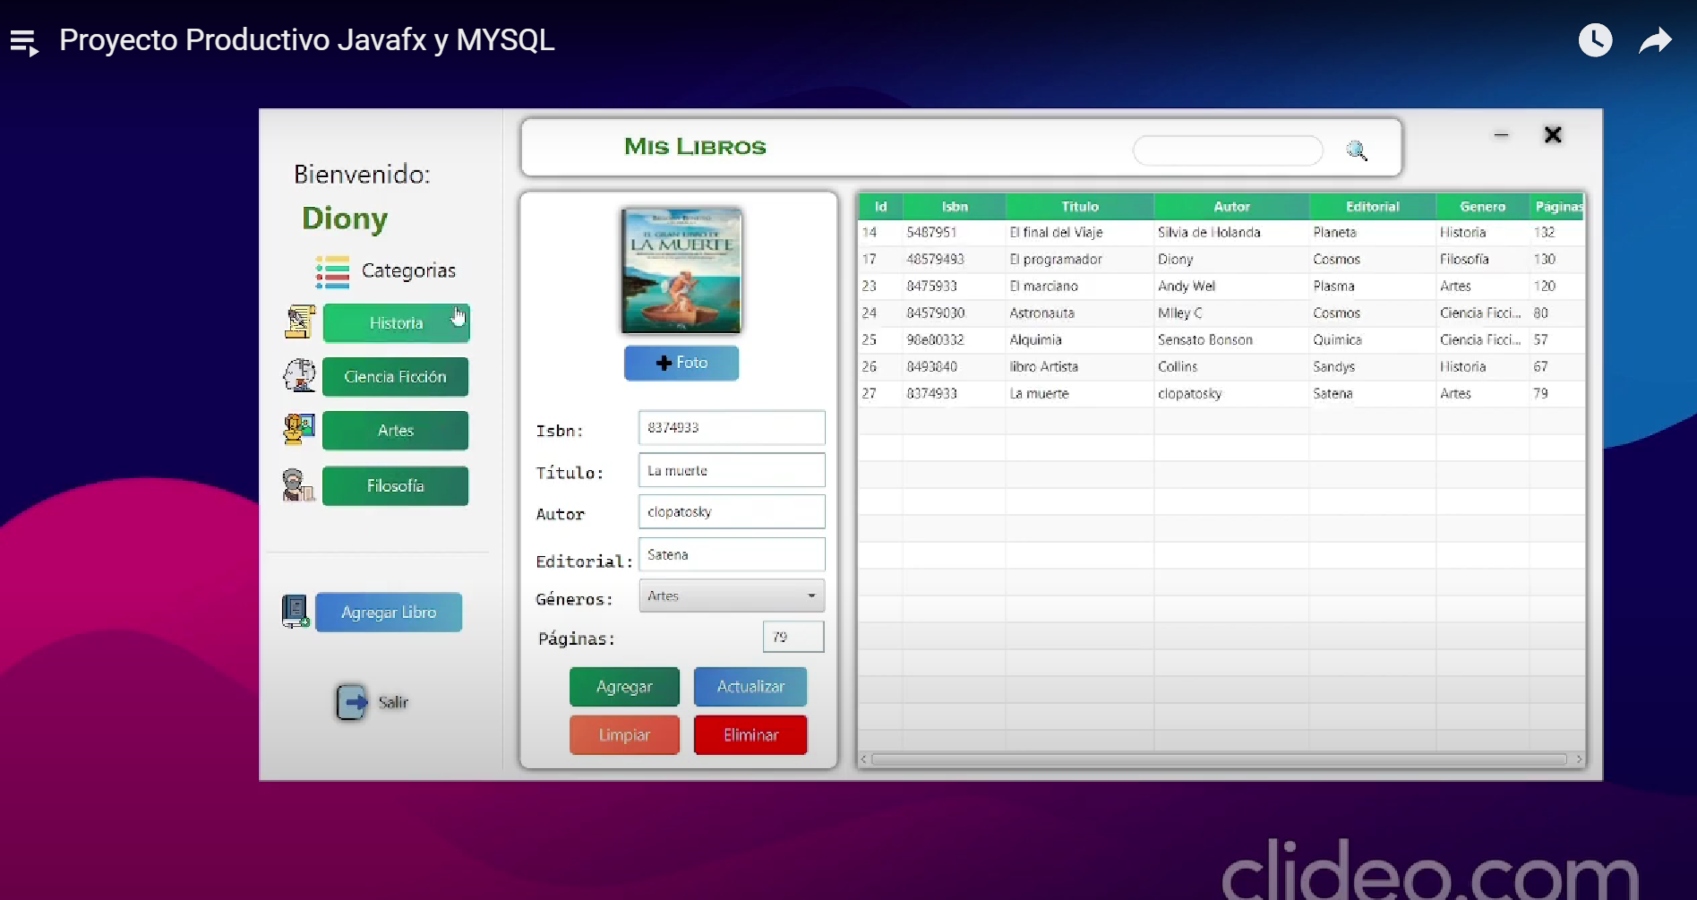 Proyecto Productivo Javafx y MYSQL
Bienvenido:
Diony
Categorias
Historia
Ciencia Ficción
Artes
Filosofía
Agregar Libro
Salir
Mis Libros
EL GRAN LIBRO DE
LA MUERTE
Foto
Isbn: 8374933
Título: La muerte
Autor clopatosky
Editorial: Satena
Géneros: Artes
Páginas: 79
Agregar Actualizar
Limpiar Eliminar
Id Isbn Título Autor Editorial Genero Páginas
14 5487951 El final del Viaje Silvia de Holanda Planeta Historia 132
17 48579493 El programador Diony Cosmos Filosofía 130
23 8475933 El marciano Andy Wel Plasma Artes 120
24 84579030 Astronauta MIley C Cosmos Ciencia Ficci... 80
25 98e80332 Alquimia Sensato Bonson Quimica Ciencia Ficci... 57
26 8493840 libro Artista Collins Sandys Historia 67
27 8374933 La muerte clopatosky Satena Artes 79
clideo.com